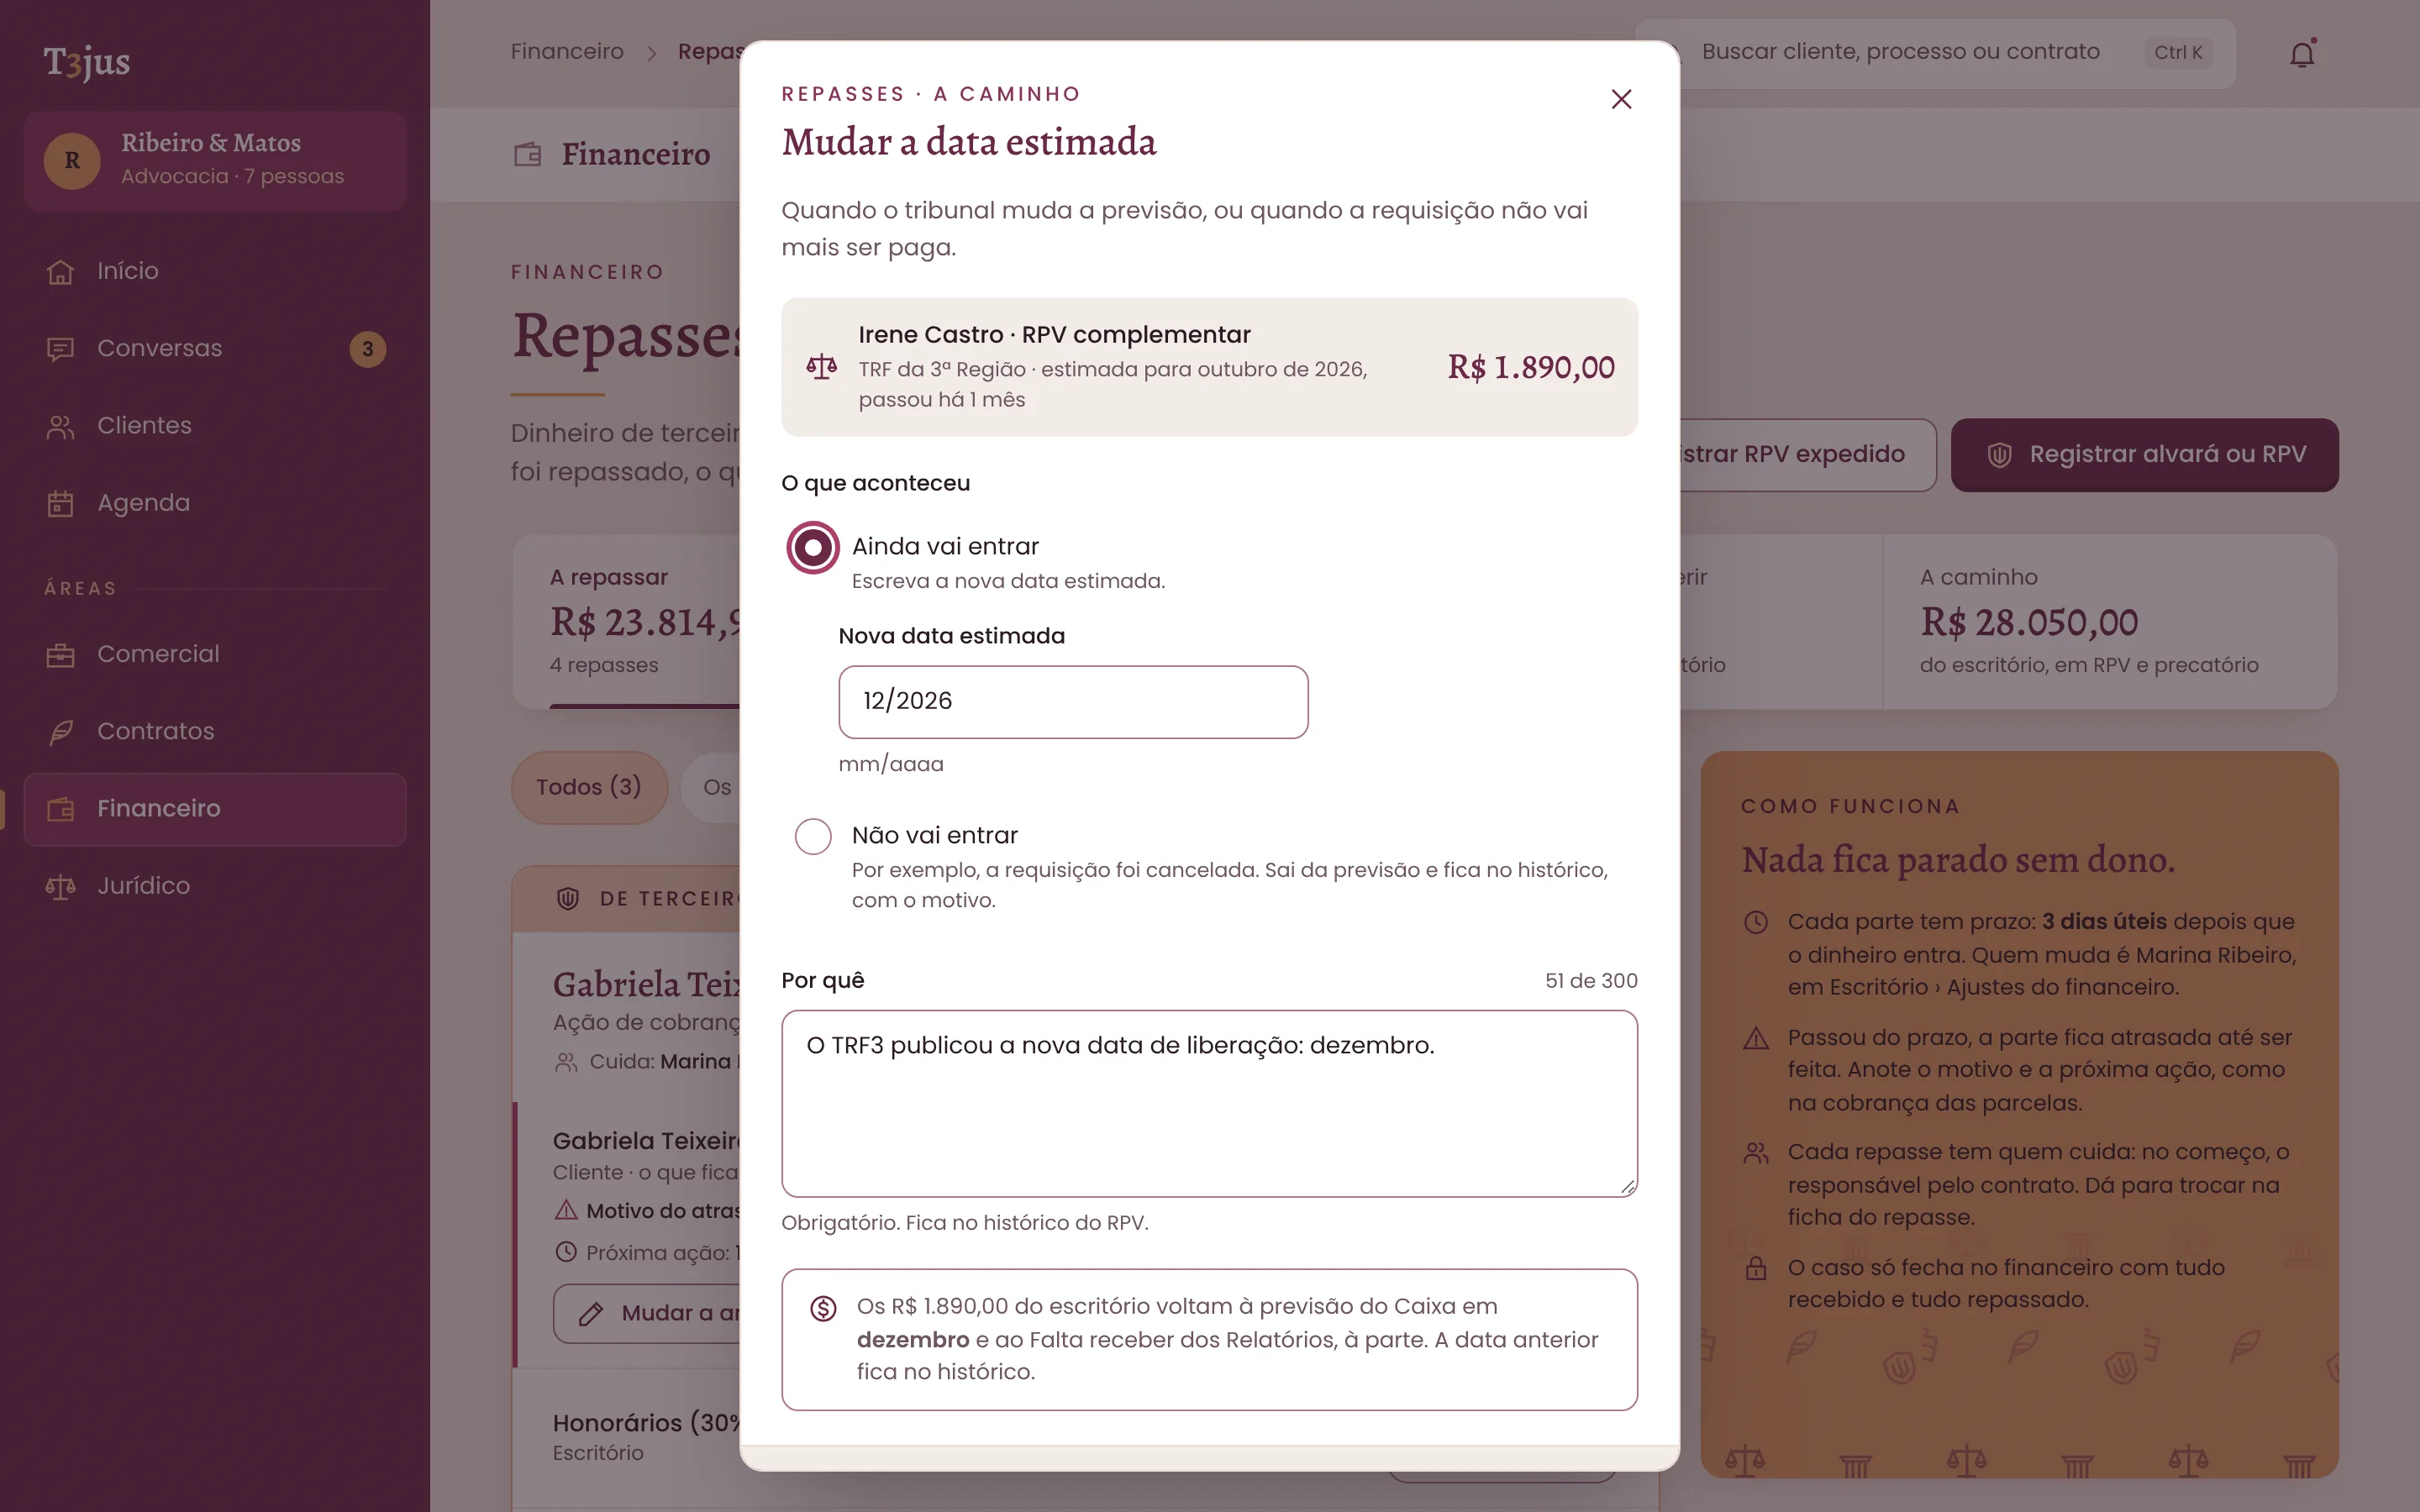 T3jus
Ribeiro & Matos
R
Advocacia · 7 pessoas
Início
Conversas
3
Clientes
Agenda
ÁREAS
Comercial
Contratos
Financeiro
Jurídico
Financeiro
Buscar cliente, processo ou contrato
Ctrl K
Financeiro
FINANCEIRO
Repasses
Dinheiro de
foi repassado, o
strar RPV expedido
Registrar alvará ou RPV
A repassar
R$ 23.814,9
4 repasses
A caminho
R$ 28.050,00
do escritório, em RPV e precatório
Todos (3)
Os
DE
Gabriela
Ação de
Cuida: Marina
Gabriela
Cliente · o que fica
Motivo do
Próxima ação:
Mudar a
Honorários (30%
Escritório
REPASSES · A CAMINHO
Mudar a data estimada
Quando o tribunal muda a previsão, ou quando a requisição não vai
mais ser paga.
Irene Castro · RPV complementar
TRF da 3ª Região · estimada para outubro de 2026,
passou há 1 mês
R$ 1.890,00
O que aconteceu
Ainda vai entrar
Escreva a nova data estimada.
Nova data estimada
12/2026
mm/aaaa
Não vai entrar
Por exemplo, a requisição foi cancelada. Sai da previsão e fica no histórico,
com o motivo.
Por quê
51 de 300
O TRF3 publicou a nova data de liberação: dezembro.
Obrigatório. Fica no histórico do RPV.
Os R$ 1.890,00 do escritório voltam à previsão do Caixa em
dezembro e ao Falta receber dos Relatórios, à parte. A data anterior
fica no histórico.
COMO FUNCIONA
Nada fica parado sem dono.
Cada parte tem prazo: 3 dias úteis depois que
o dinheiro entra. Quem muda é Marina Ribeiro,
em Escritório › Ajustes do financeiro.
Passou do prazo, a parte fica atrasada até ser
feita. Anote o motivo e a próxima ação, como
na cobrança das parcelas.
Cada repasse tem quem cuida: no começo, o
responsável pelo contrato. Dá para trocar na
ficha do repasse.
O caso só fecha no financeiro com tudo
recebido e tudo repassado.